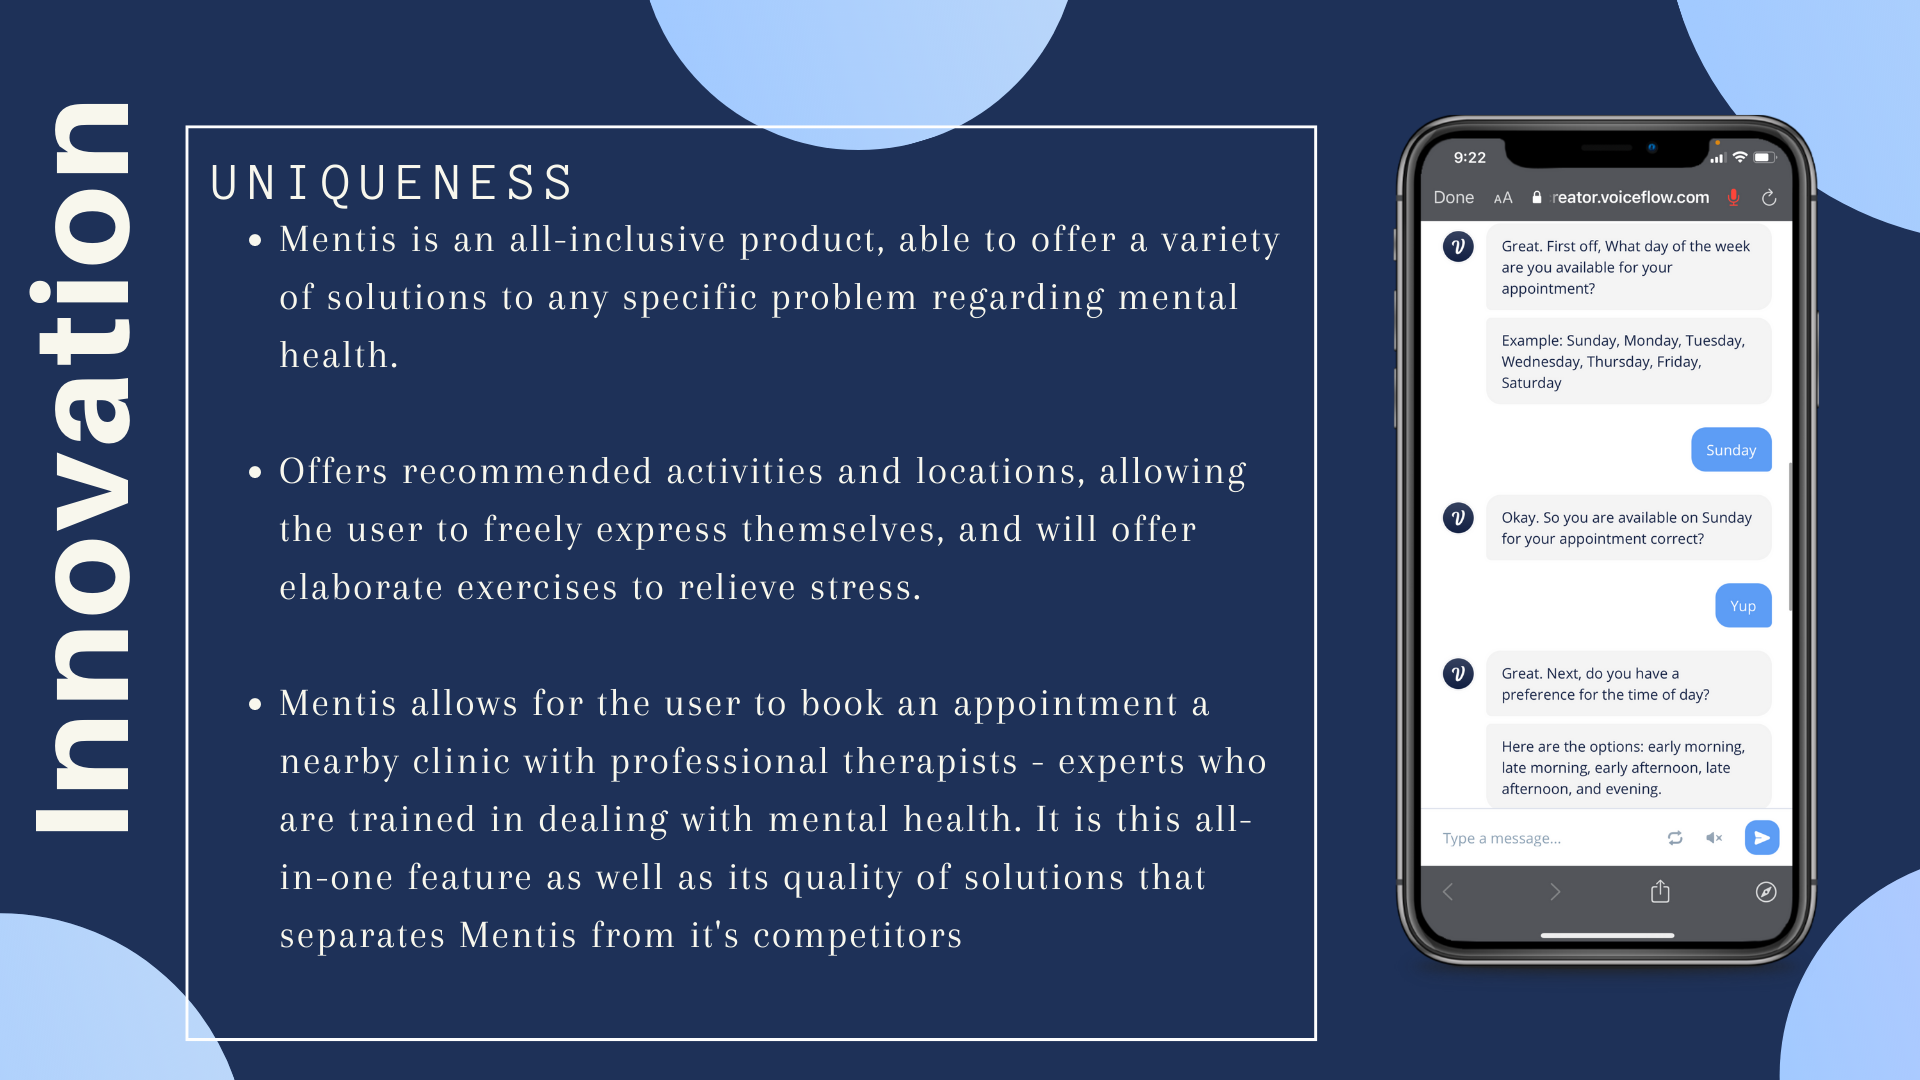 Innovation
UNIQUENESS
• Mentis is an all-inclusive product, able to offer a variety
of solutions to any specific problem regarding mental
health.
• Offers recommended activities and locations, allowing
the user to freely express themselves, and will offer
elaborate exercises to relieve stress.
• Mentis allows for the user to book an appointment a
nearby clinic with professional therapists - experts who
are trained in dealing with mental health. It is this all-
in-one feature as well as its quality of solutions that
separates Mentis from it's competitors
9:22
Done AA reator.voiceflow.com
Great. First off, What day of the week
are you available for your
appointment?
Example: Sunday, Monday, Tuesday,
Wednesday, Thursday, Friday,
Saturday
Sunday
Okay. So you are available on Sunday
for your appointment correct?
Yup
Great. Next, do you have a
preference for the time of day?
Here are the options: early morning,
late morning, early afternoon, late
afternoon, and evening.
Type a message...